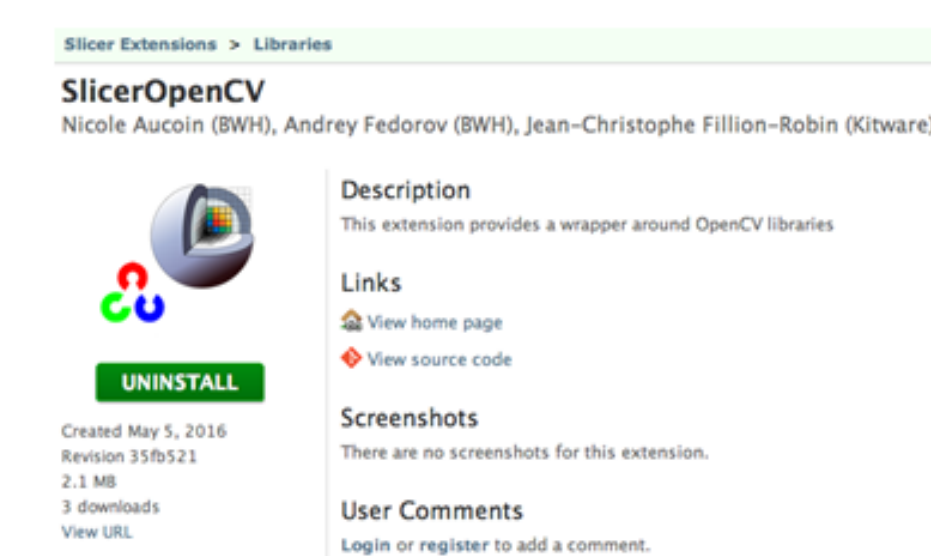 Slicer Extensions > Libraries
SlicerOpenCV
Nicole Aucoin (BWH), Andrey Fedorov (BWH), Jean-Christophe Fillion-Robin (Kitware)
UNINSTALL
Created May 5, 2016
Revision 35fb521
2.1 MB
3 downloads
View URL
Description
This extension provides a wrapper around OpenCV libraries
Links
View home page
View source code
Screenshots
There are no screenshots for this extension.
User Comments
Login or register to add a comment.